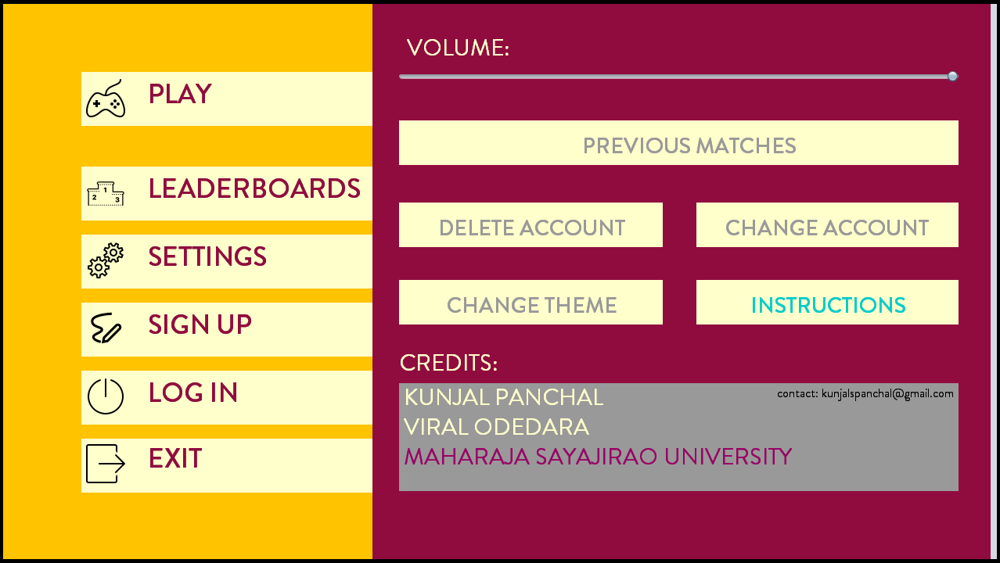 PLAY
1
2
3
LEADERBOARDS
SETTINGS
SIGN UP
LOG IN
EXIT
VOLUME:
PREVIOUS MATCHES
DELETE ACCOUNT
CHANGE ACCOUNT
CHANGE THEME
INSTRUCTIONS
CREDITS:
KUNJAL PANCHAL
contact: kunjalspanchal@gmail.com
VIRAL ODEDARA
MAHARAJA SAYAJIRAO UNIVERSITY